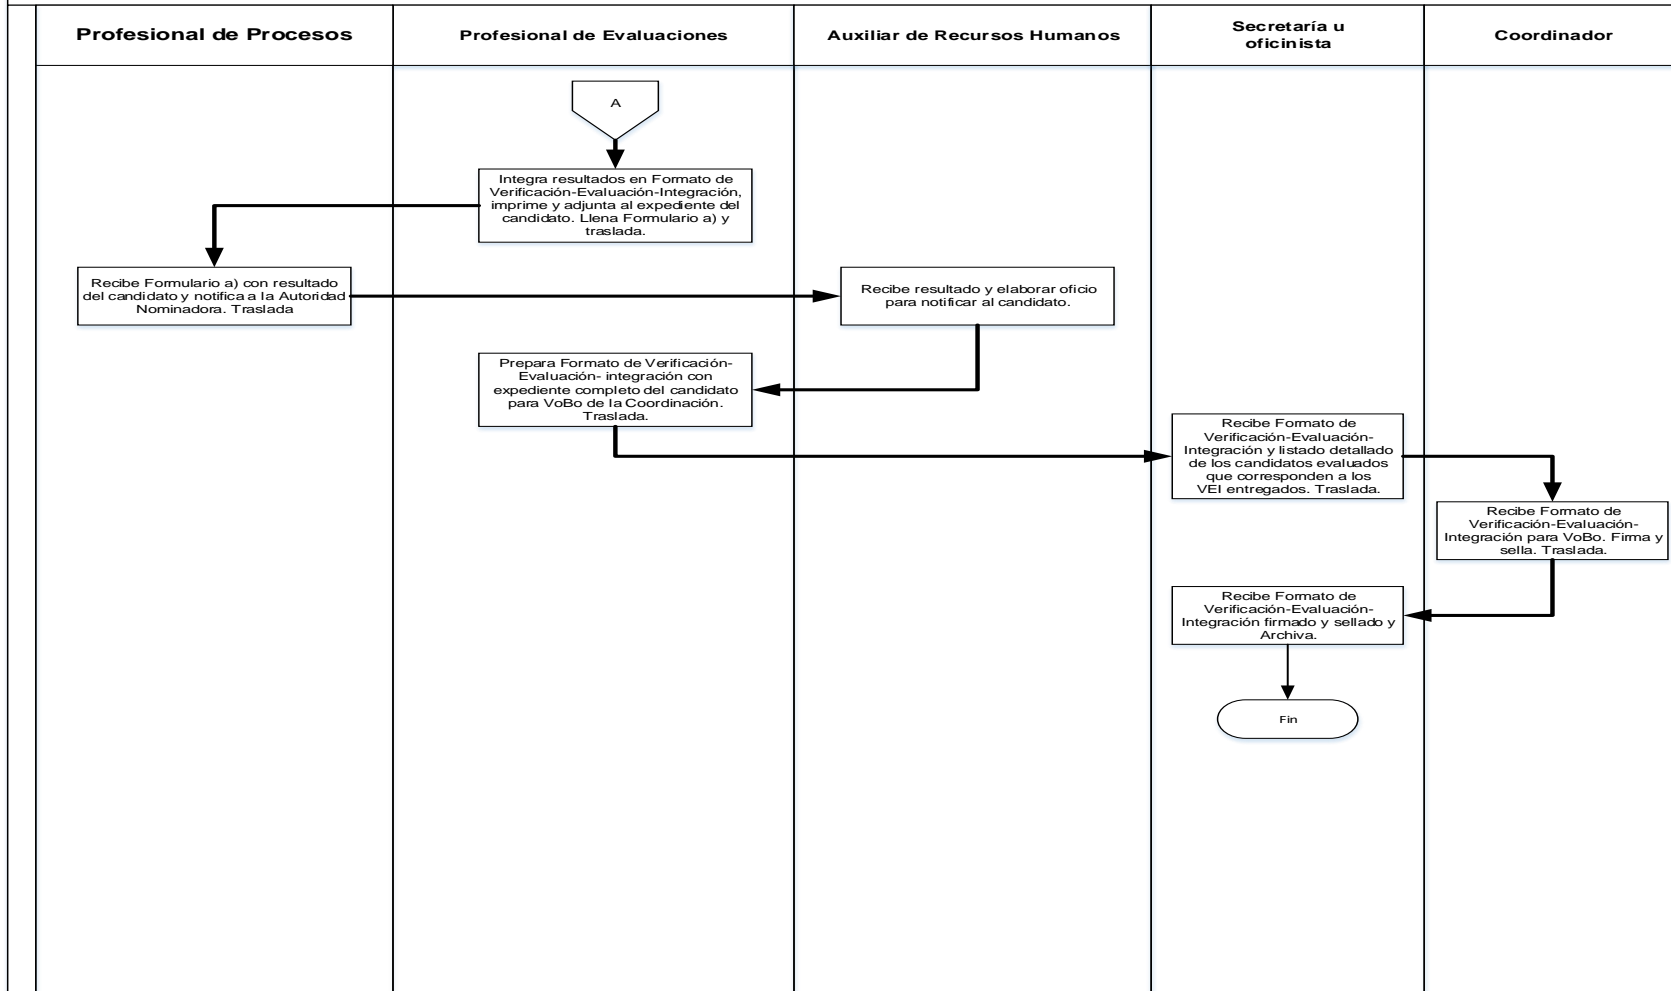 Profesional de Procesos
Profesional de Evaluaciones
Auxiliar de Recursos Humanos
Secretaría u
oficinista
Coordinador
A
Integra resultados en Formato de
Verificación-Evaluación-Integración,
imprime y adjunta al expediente del
candidato. Llena Formulario a) y
traslada.
Recibe Formulario a) con resultado
del candidato y notifica a la Autoridad
Nominadora. Traslada
Recibe resultado y elaborar oficio
para notificar al candidato.
Prepara Formato de Verificación-
Evaluación- integración con
expediente completo del candidato
para VoBo de la Coordinación.
Traslada.
Recibe Formato de
Verificación-Evaluación-
Integración y listado detallado
de los candidatos evaluados
que corresponden a los
VEI entregados. Traslada.
Recibe Formato de
Verificación-Evaluación-
Integración para VoBo. Firma y
sella. Traslada.
Recibe Formato de
Verificación-Evaluación-
Integración firmado y sellado y
Archiva.
Fin